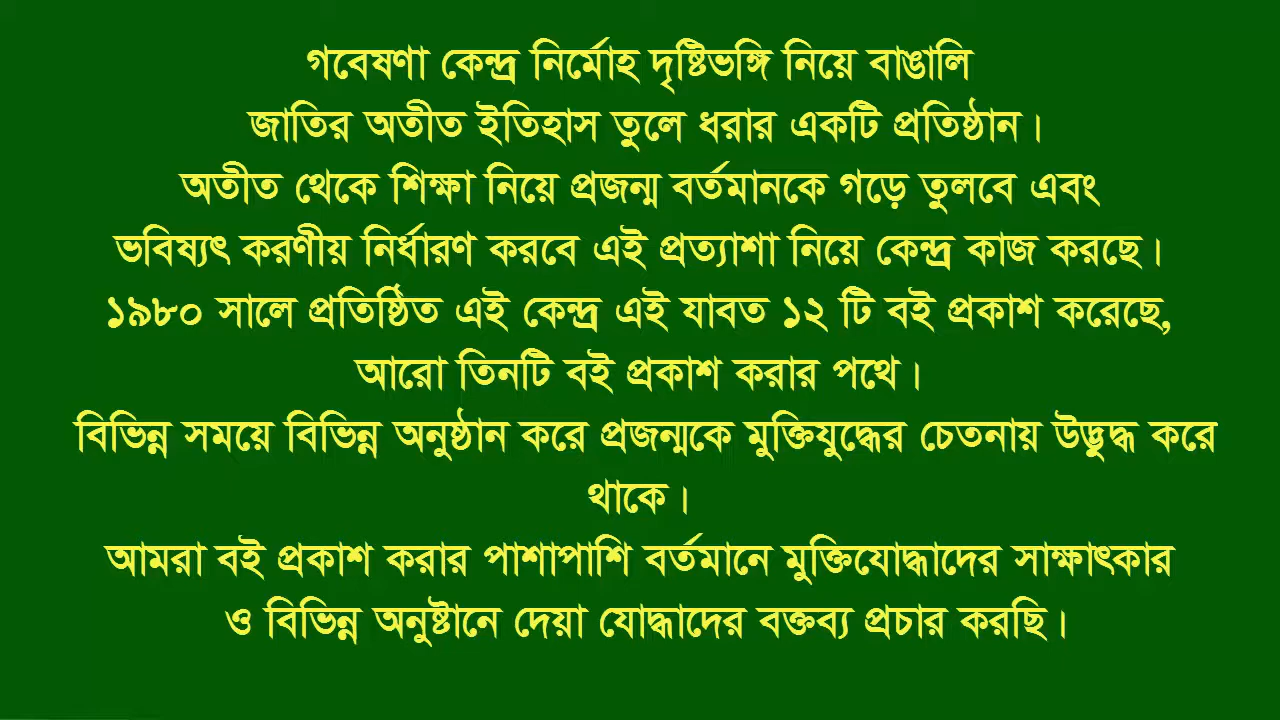 গবেষণা কেন্দ্র নির্মোহ দৃষ্টিভঙ্গি নিয়ে বাঙালি
জাতির অতীত ইতিহাস তুলে ধরার একটি প্রতিষ্ঠান।
অতীত থেকে শিক্ষা নিয়ে প্রজন্ম বর্তমানকে গড়ে তুলবে এবং
ভবিষ্যৎ করণীয় নির্ধারণ করবে এই প্রত্যাশা নিয়ে কেন্দ্র কাজ করছে।
১৯৮০ সালে প্রতিষ্ঠিত এই কেন্দ্র এই যাবত ১২ টি বই প্রকাশ করেছে,
আরো তিনটি বই প্রকাশ করার পথে।
বিভিন্ন সময়ে বিভিন্ন অনুষ্ঠান করে প্রজন্মকে মুক্তিযুদ্ধের চেতনায় উদ্ভুদ্ধ করে
থাকে।
আমরা বই প্রকাশ করার পাশাপাশি বর্তমানে মুক্তিযোদ্ধাদের সাক্ষাৎকার
ও বিভিন্ন অনুষ্টানে দেয়া যোদ্ধাদের বক্তব্য প্রচার করছি।